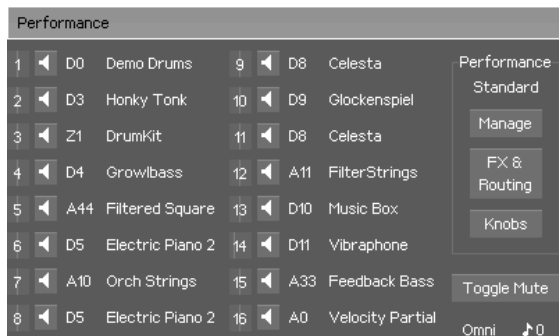 Performance
1 D0 Demo Drums
2 D3 Honky Tonk
3 Z1 DrumKit
4 D4 Growlbass
5 A44 Filtered Square
6 D5 Electric Piano 2
7 A10 Orch Strings
8 D5 Electric Piano 2
9 D8 Celesta
10 D9 Glockenspiel
11 D8 Celesta
12 A11 FilterStrings
13 D10 Music Box
14 D11 Vibraphone
15 A33 Feedback Bass
16 A0 Velocity Partial
Performance
Standard
Manage
FX &
Routing
Knobs
Toggle Mute
Omni ♪0